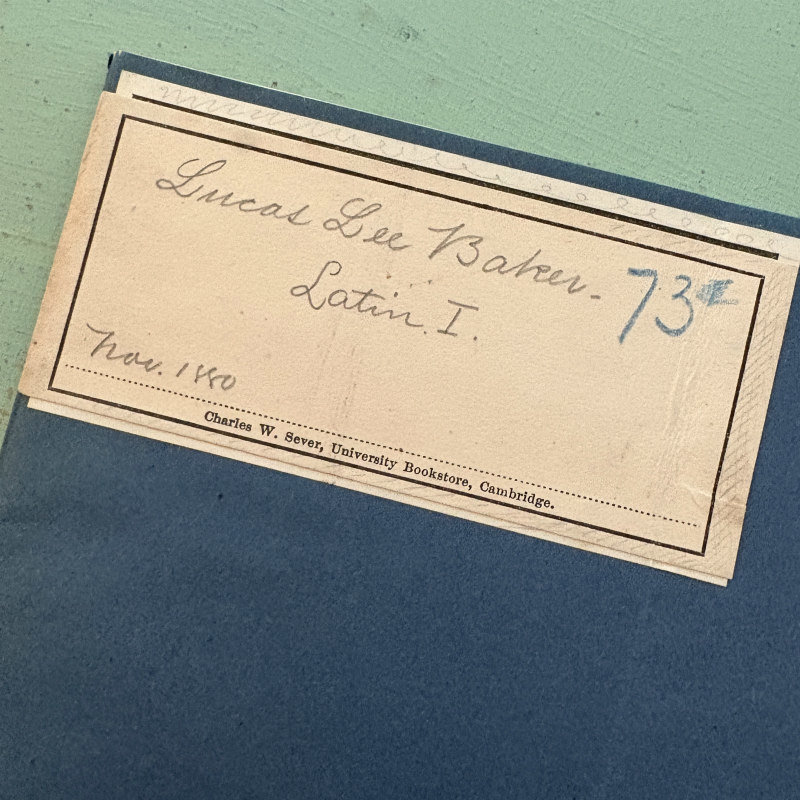 Lucas Lee Baker.
73
Latin. I.
Nov. 1880
Charles W. Sever, University Bookstore, Cambridge.